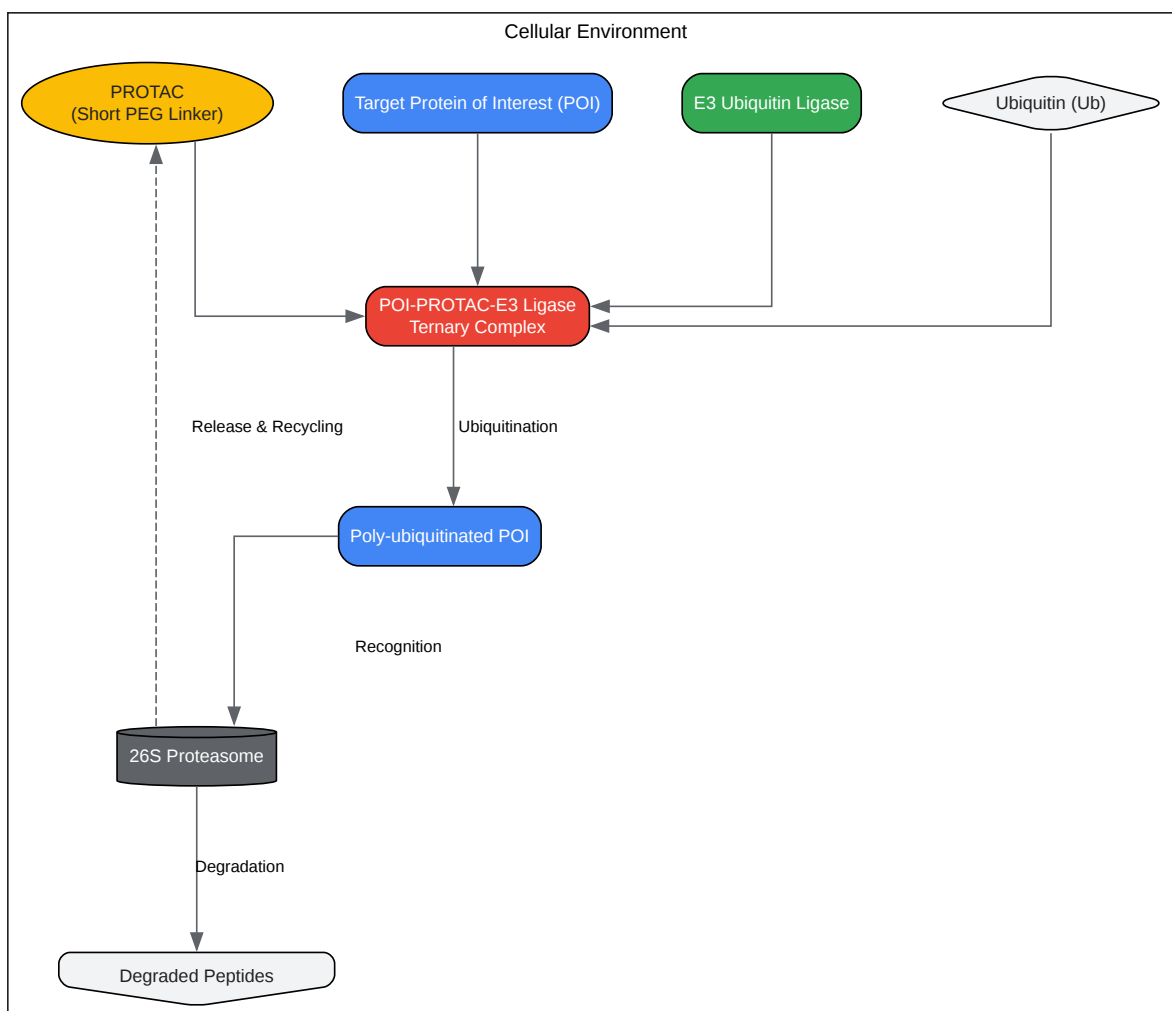 Cellular Environment
PROTAC
(Short PEG Linker)
Target Protein of Interest (POI)
E3 Ubiquitin Ligase
Ubiquitin (Ub)
POI-PROTAC-E3 Ligase
Ternary Complex
Release & Recycling
Ubiquitination
Poly-ubiquitinated POI
Recognition
26S Proteasome
Degradation
Degraded Peptides